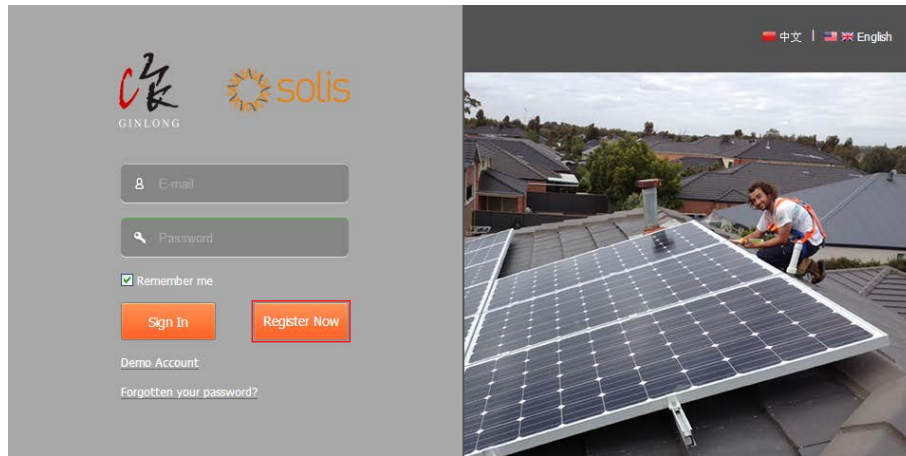 中文 | English
GINLONG
solis
E-mail
Password
Remember me
Sign In
Register Now
Demo Account
Forgotten your password?